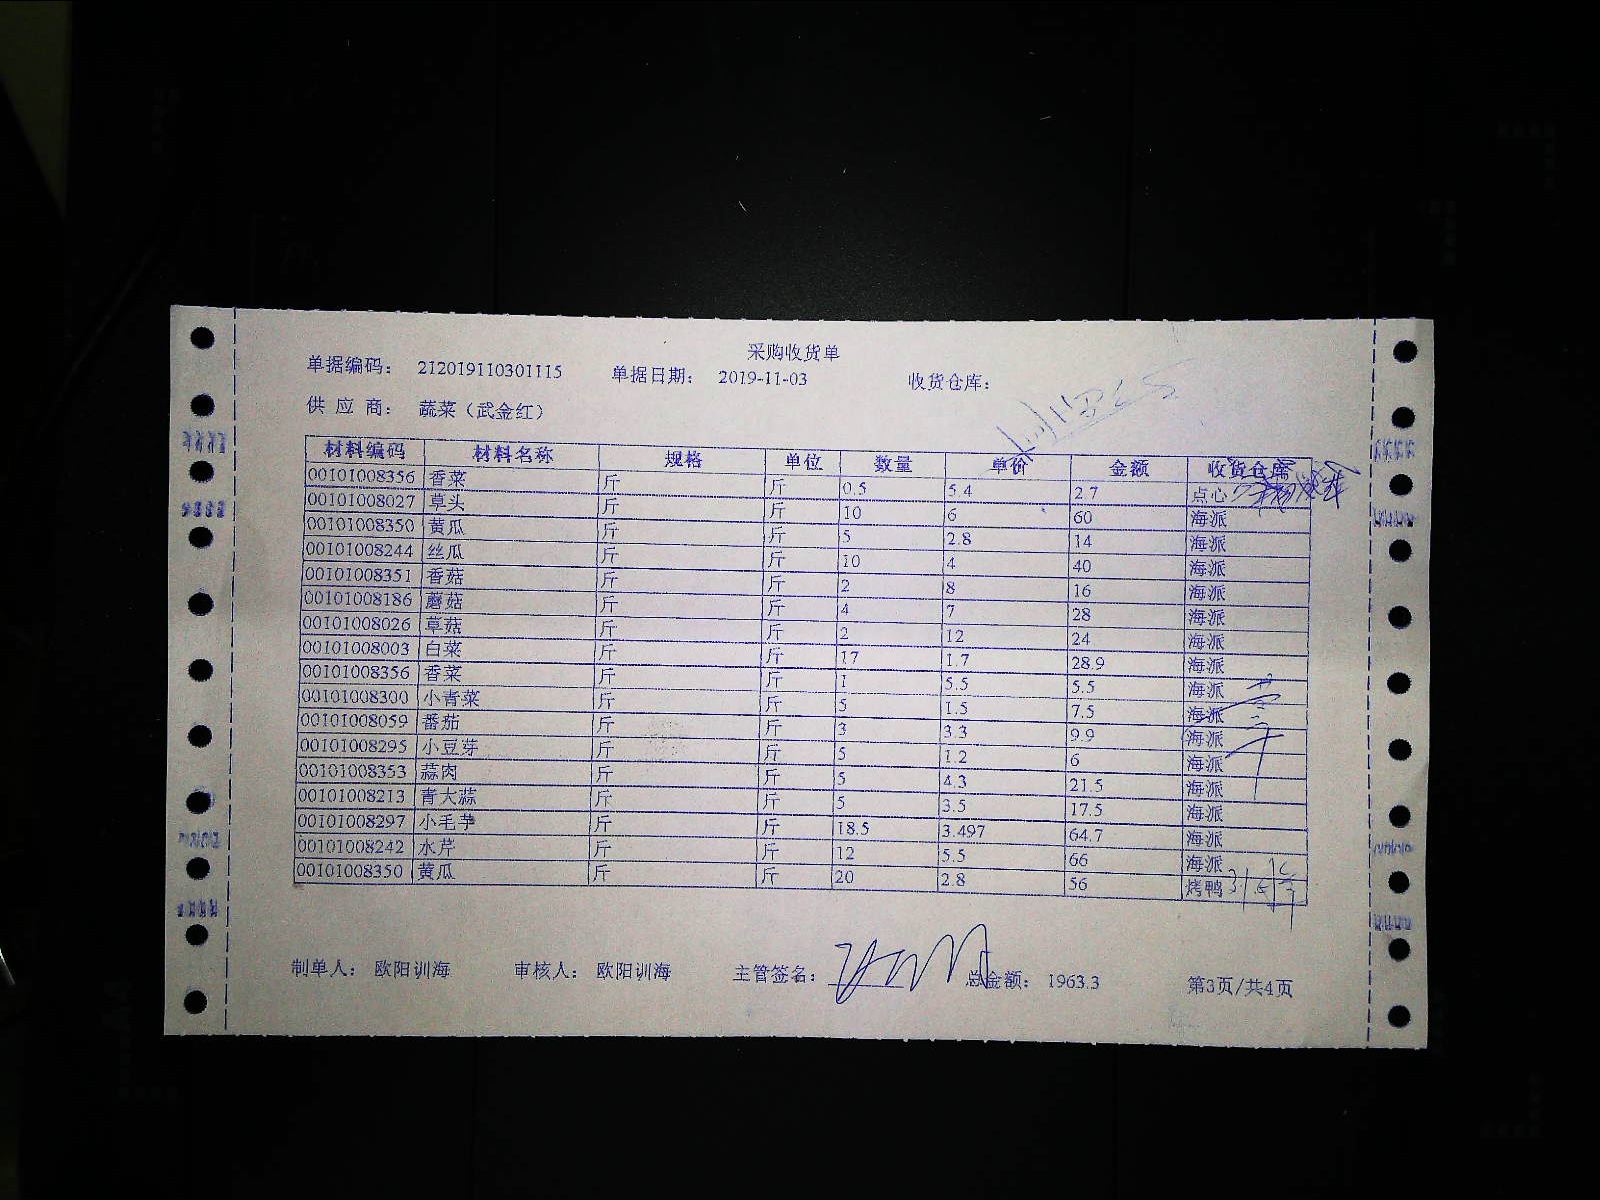 采购收货单
单据编码： 212019110301115 单据日期： 2019-11-03 收货仓库：
供 应 商： 蔬菜（武金红）
材料编码 材料名称 规格 单位 数量 单价 金额 收货仓库
00101008356 香菜 斤 斤 0.5 5.4 2.7 点心
00101008027 草头 斤 斤 10 6 60 海派
00101008350 黄瓜 斤 斤 5 2.8 14 海派
00101008244 丝瓜 斤 斤 10 4 40 海派
00101008351 香菇 斤 斤 2 8 16 海派
00101008186 蘑菇 斤 斤 4 7 28 海派
00101008026 草菇 斤 斤 2 12 24 海派
00101008003 白菜 斤 斤 17 1.7 28.9 海派
00101008356 香菜 斤 斤 1 5.5 5.5 海派
00101008300 小青菜 斤 斤 5 1.5 7.5 海派
00101008059 番茄 斤 斤 3 3.3 9.9 海派
00101008295 小豆芽 斤 斤 5 1.2 6 海派
00101008353 蒜肉 斤 斤 5 4.3 21.5 海派
00101008213 青大蒜 斤 斤 5 3.5 17.5 海派
00101008297 小毛芋 斤 斤 18.5 3.497 64.7 海派
00101008242 水芹 斤 斤 12 5.5 66 海派
00101008350 黄瓜 斤 斤 20 2.8 56 烤鸭
制单人： 欧阳训海 审核人： 欧阳训海 主管签名： 总金额： 1963.3 第3页/共4页